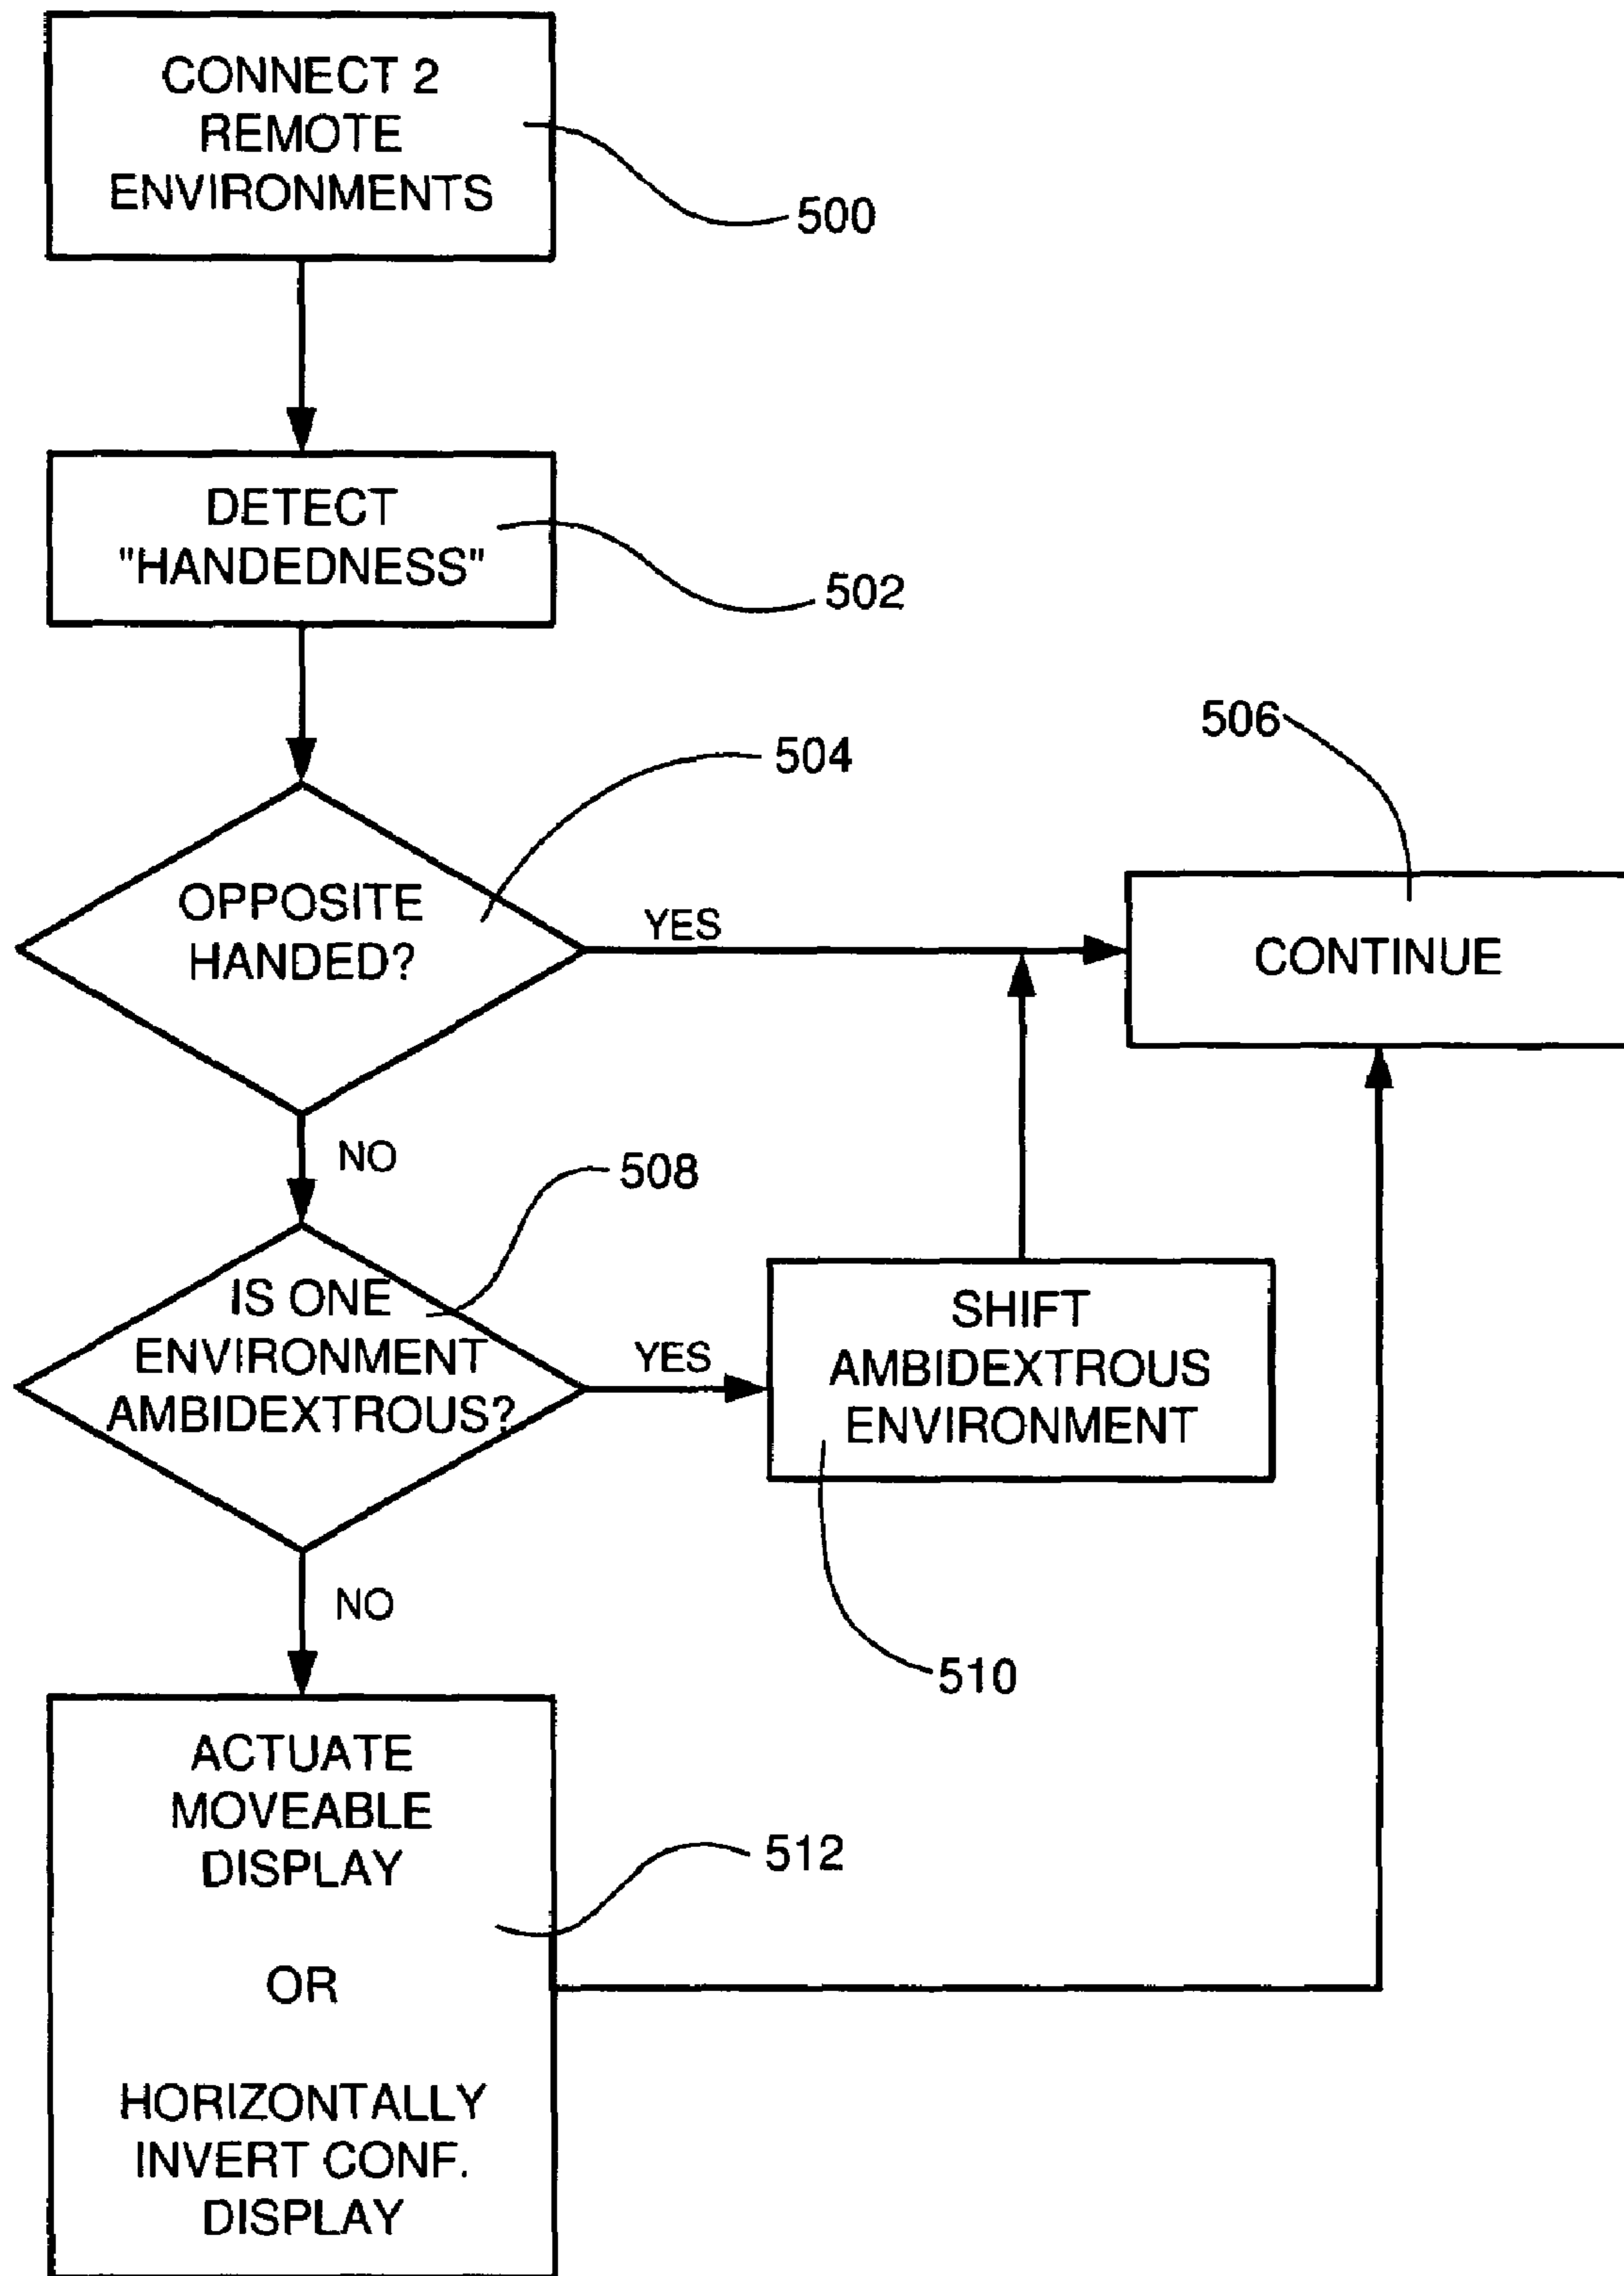 CONNECT 2
REMOTE
ENVIRONMENTS
500
DETECT
"HANDEDNESS"
502
504
506
OPPOSITE
HANDED?
YES
CONTINUE
NO
508
IS ONE
ENVIRONMENT
AMBIDEXTROUS?
YES
SHIFT
AMBIDEXTROUS
ENVIRONMENT
NO
510
ACTUATE
MOVEABLE
DISPLAY
512
OR
HORIZONTALLY
INVERT CONF.
DISPLAY